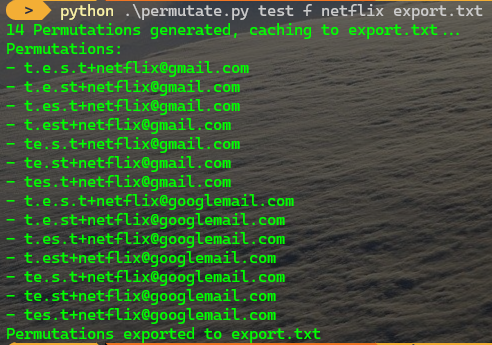 > python .\permutate.py test f netflix export.txt
14 Permutations generated, caching to export.txt...
Permutations:
- t.e.s.t+netflix@gmail.com
- t.e.st+netflix@gmail.com
- t.es.t+netflix@gmail.com
- t.est+netflix@gmail.com
- te.s.t+netflix@gmail.com
- te.st+netflix@gmail.com
- tes.t+netflix@gmail.com
- t.e.s.t+netflix@googlemail.com
- t.e.st+netflix@googlemail.com
- t.es.t+netflix@googlemail.com
- t.est+netflix@googlemail.com
- te.s.t+netflix@googlemail.com
- te.st+netflix@googlemail.com
- tes.t+netflix@googlemail.com
Permutations exported to export.txt